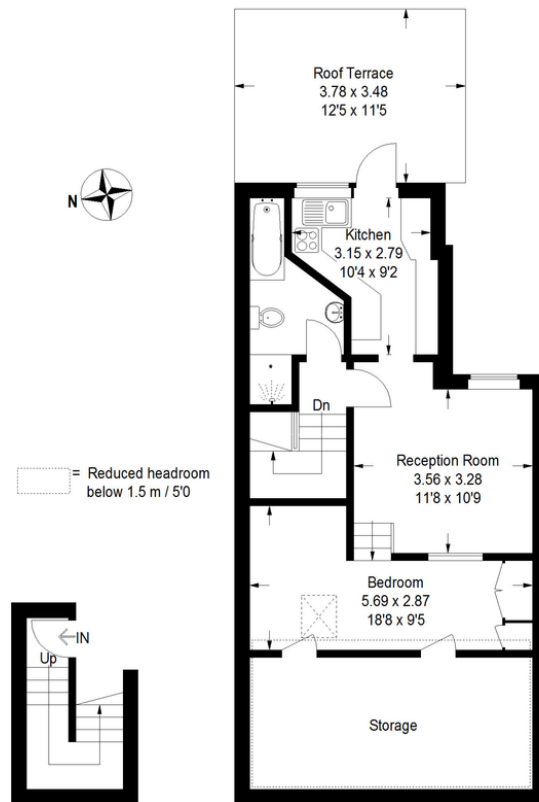 Roof Terrace
3.78 x 3.48
12'5 x 11'5
N
Kitchen
3.15 x 2.79
10'4 x 9'2
Dn
= Reduced headroom
below 1.5 m / 5'0
Reception Room
3.56 x 3.28
11'8 x 10'9
Bedroom
5.69 x 2.87
18'8 x 9'5
IN
Up
Storage